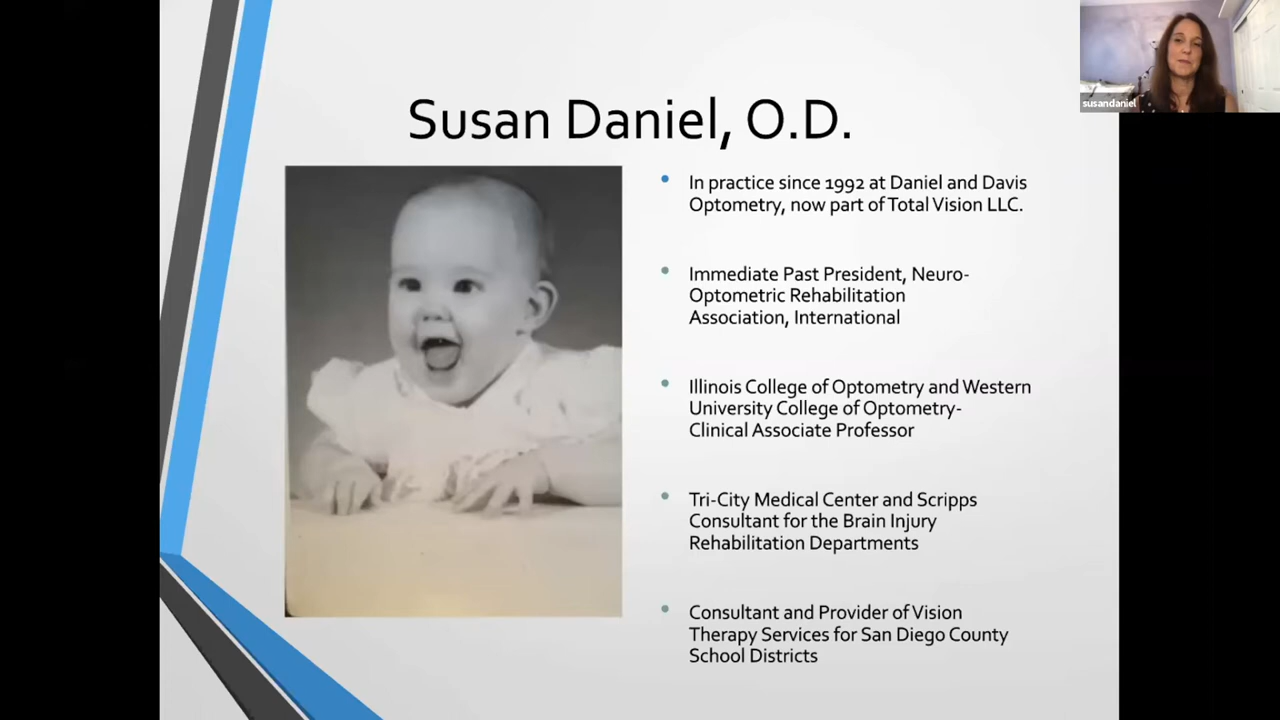 susandaniel
Susan Daniel, O.D.
In practice since 1992 at Daniel and Davis
Optometry, now part of Total Vision LLC.
Immediate Past President, Neuro-
Optometric Rehabilitation
Association, International
Illinois College of Optometry and Western
University College of Optometry-
Clinical Associate Professor
Tri-City Medical Center and Scripps
Consultant for the Brain Injury
Rehabilitation Departments
Consultant and Provider of Vision
Therapy Services for San Diego County
School Districts